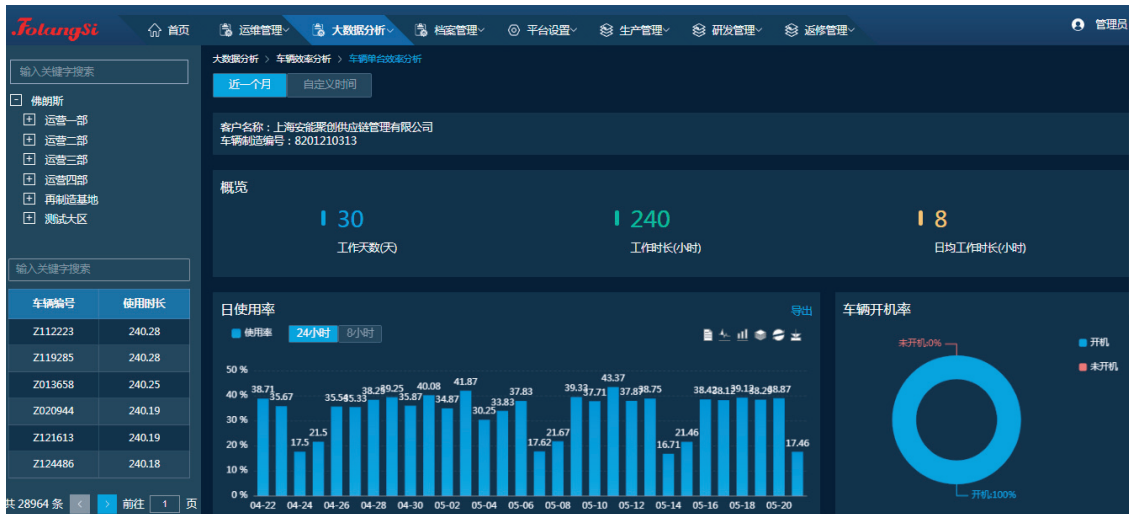 FolangSi 首页 运维管理 大数据分析 档案管理 平台设置 生产管理 研发管理 返修管理 管理员
大数据分析 > 车辆效率分析 > 车辆单台效率分析
输入关键字搜索
近一个月 自定义时间
佛朗斯
运营一部
运营二部
运营三部
运营四部
再制造基地
测试大区
客户名称：上海安能聚创供应链管理有限公司
车辆制造编号：8201210313
概览
30 240 8
工作天数(天) 工作时长(小时) 日均工作时长(小时)
输入关键字搜索
车辆编号 使用时长
Z112223 240.28
Z119285 240.28
Z013658 240.25
Z020944 240.19
Z121613 240.19
Z124486 240.18
共 28964 条 < > 前往 1 页
日使用率 导出
使用率 24小时 8小时
50 %
40 %
30 %
20 %
10 %
0 %
38.71 35.67 17.5 21.5 35.54 35.33 38.25 39.25 35.87 40.08 34.87 41.87 30.25 33.83 37.83 17.62 21.67 39.33 37.71 43.37 37.87 38.75 16.71 21.46 38.42 38.12 39.12 38.29 38.87 17.46
04-22 04-24 04-26 04-28 04-30 05-02 05-04 05-06 05-08 05-10 05-12 05-14 05-16 05-18 05-20
车辆开机率
未开机:0%
开机
未开机
开机:100%